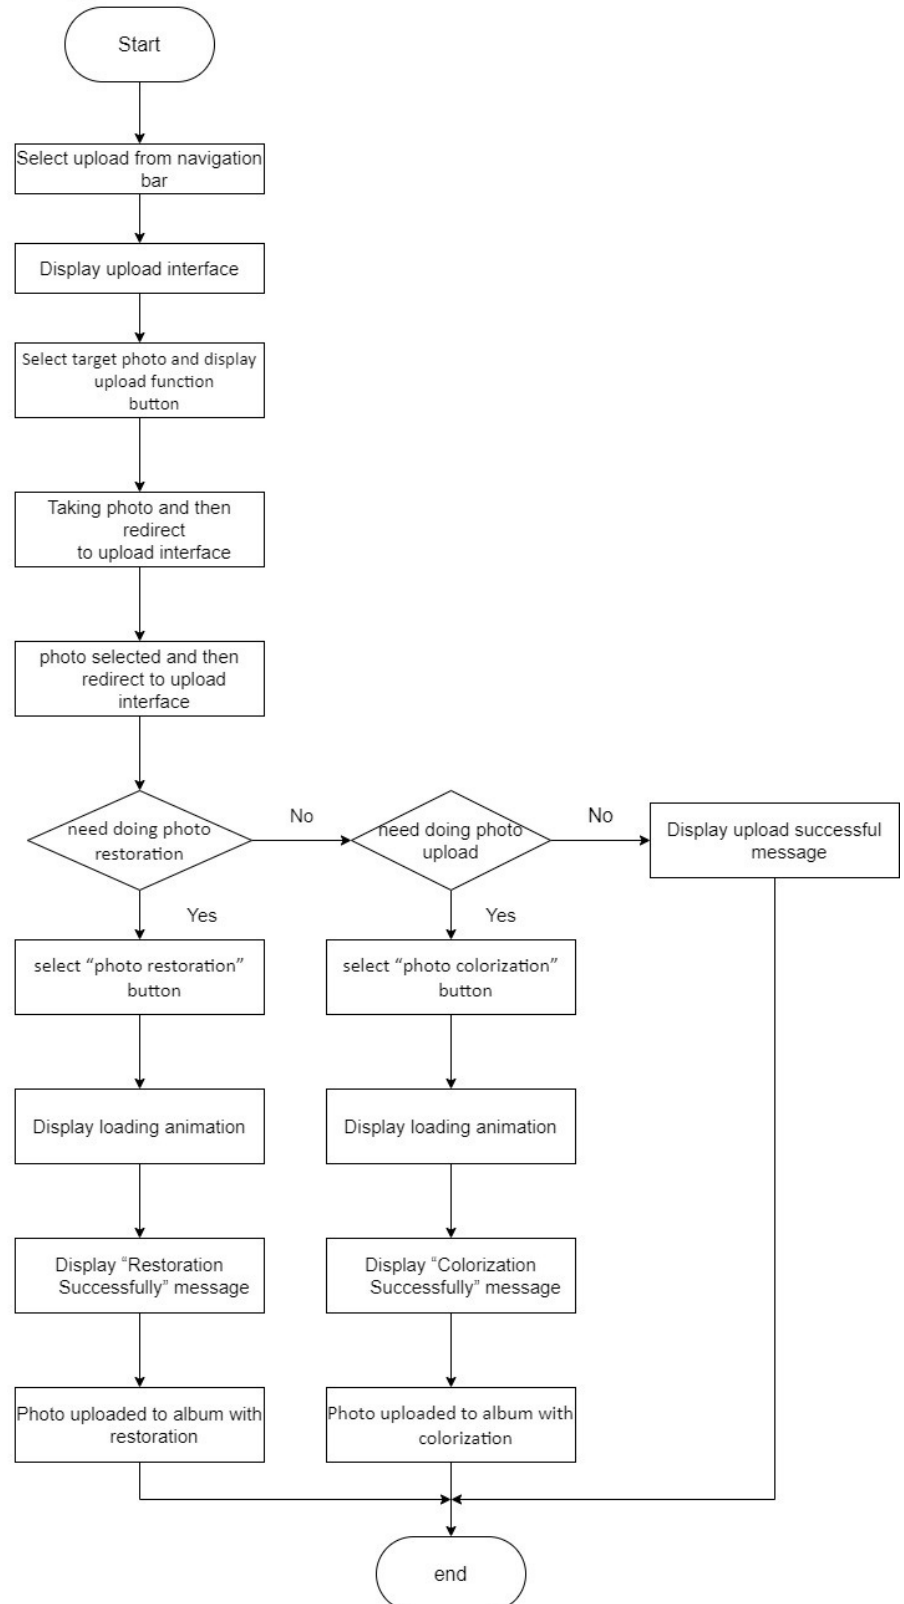 Start
Select upload from navigation
bar
Display upload interface
Select target photo and display
upload function
button
Taking photo and then
redirect
to upload interface
photo selected and then
redirect to upload
interface
need doing photo
restoration
No
need doing photo
upload
No
Display upload successful
message
Yes
Yes
select “photo restoration”
button
select “photo colorization”
button
Display loading animation
Display loading animation
Display “Restoration
Successfully” message
Display “Colorization
Successfully” message
Photo uploaded to album with
restoration
Photo uploaded to album with
colorization
end